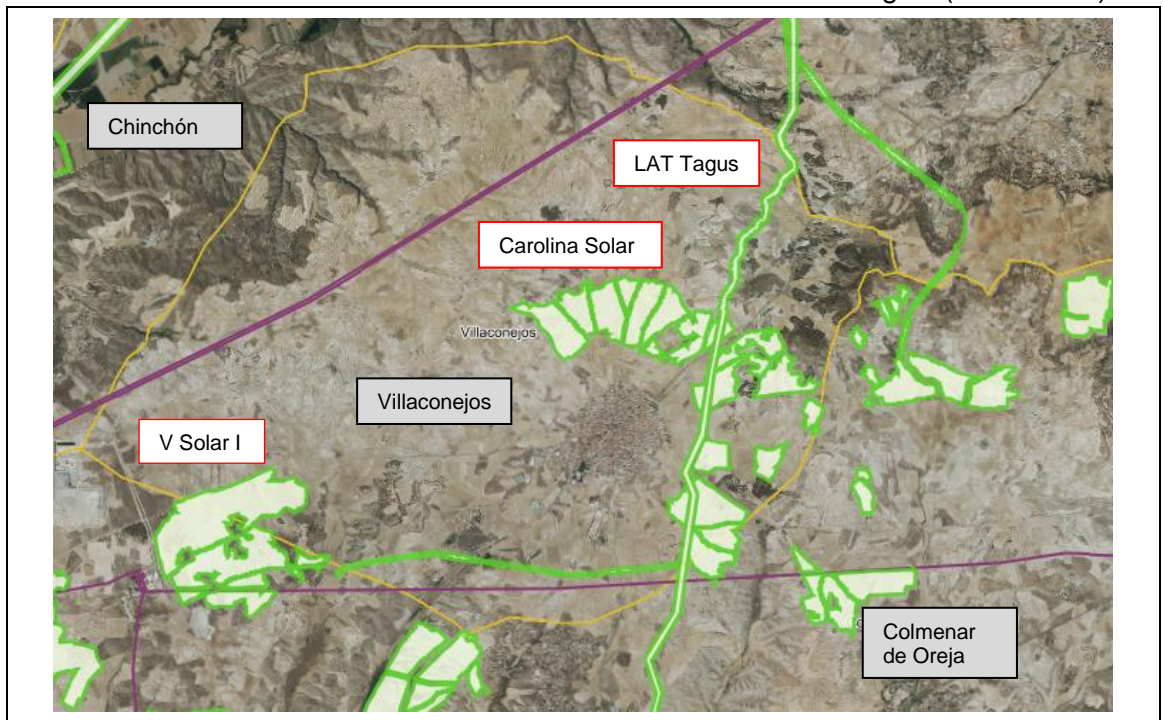 Chinchón
LAT Tagus
Carolina Solar
Villaconejos
Villaconejos
V Solar I
Colmenar
de Oreja